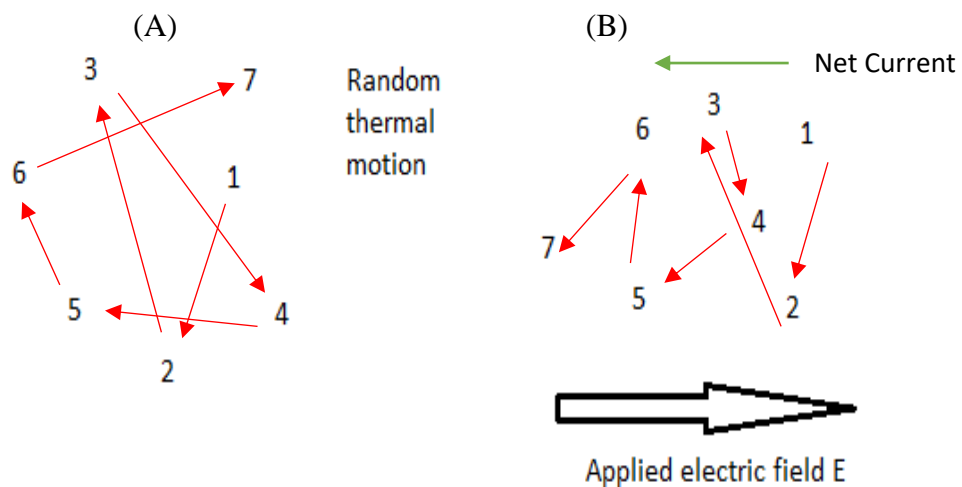 (A)
3
7
6
1
5
4
2
Random
thermal
motion
(B)
Net Current
3
6
1
4
7
5
2
Applied electric field E